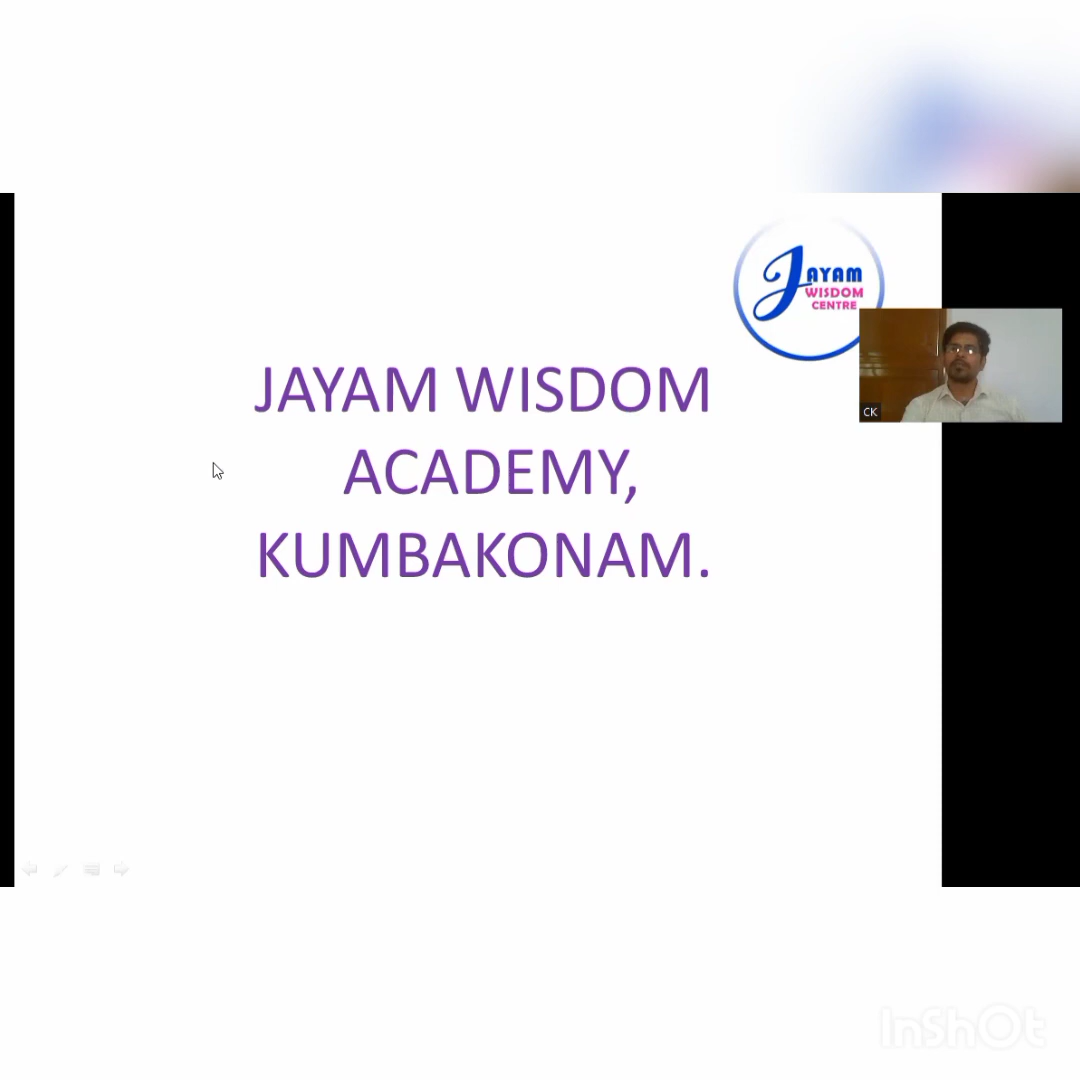 JAYAM
WISDOM
CENTRE
JAYAM WISDOM
ACADEMY,
KUMBAKONAM.
CK
InShOt